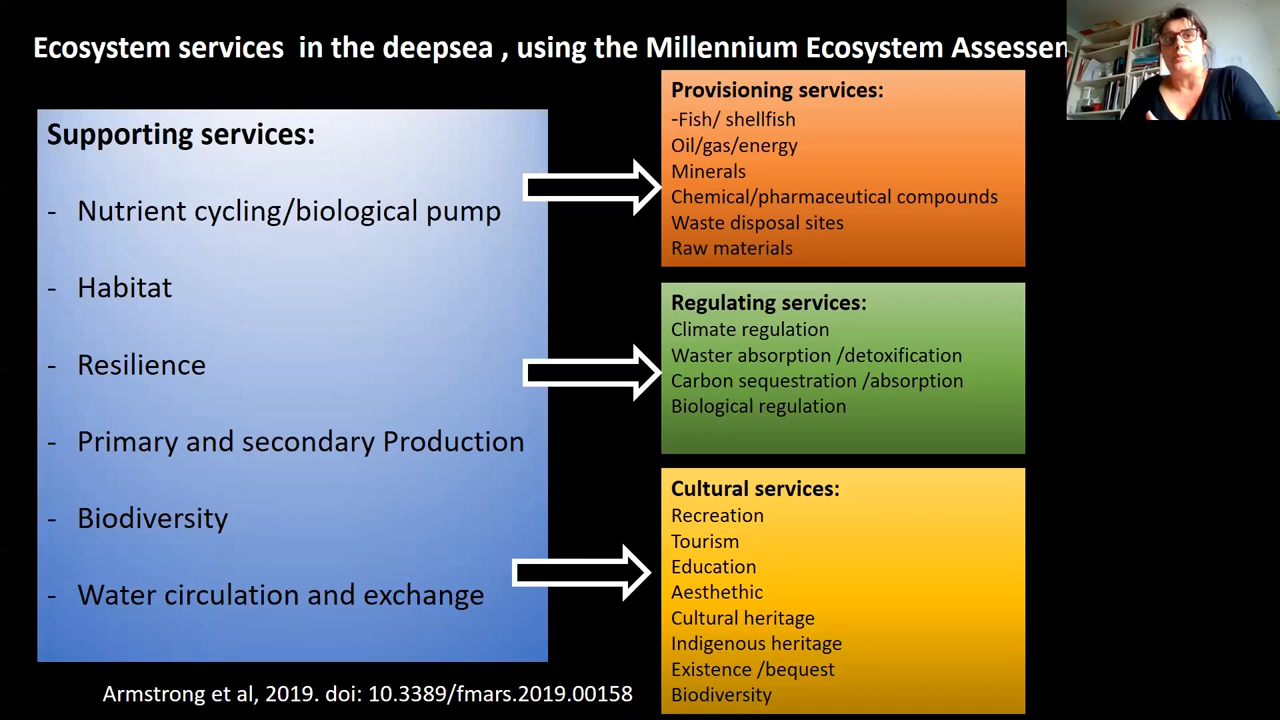 Ecosystem services in the deepsea , using the Millennium Ecosystem Assessen
Supporting services:
- Nutrient cycling/biological pump
- Habitat
- Resilience
- Primary and secondary Production
- Biodiversity
- Water circulation and exchange
Provisioning services:
-Fish/ shellfish
Oil/gas/energy
Minerals
Chemical/pharmaceutical compounds
Waste disposal sites
Raw materials
Regulating services:
Climate regulation
Waster absorption /detoxification
Carbon sequestration /absorption
Biological regulation
Cultural services:
Recreation
Tourism
Education
Aesthethic
Cultural heritage
Indigenous heritage
Existence /bequest
Biodiversity
Armstrong et al, 2019. doi: 10.3389/fmars.2019.00158